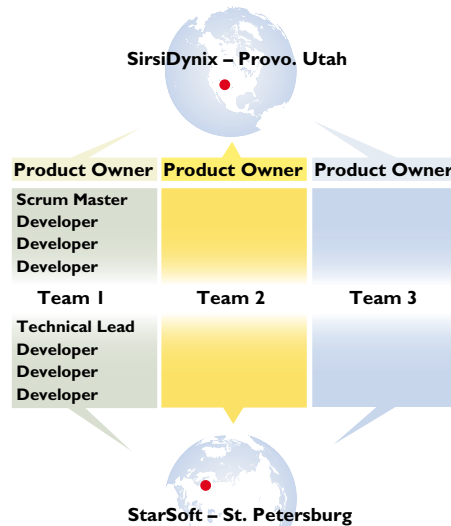 SirsiDynix – Provo. Utah
Product Owner
Product Owner
Product Owner
Scrum Master
Developer
Developer
Developer
Team 1
Team 2
Team 3
Technical Lead
Developer
Developer
Developer
StarSoft – St. Petersburg